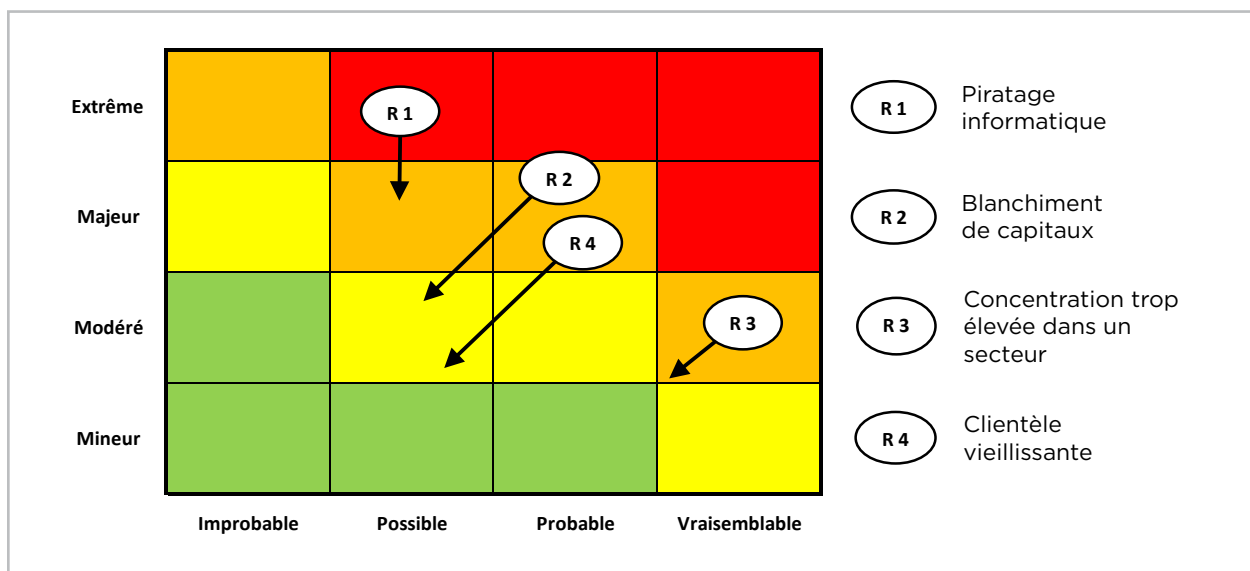 Extrême
R 1
R 2
Majeur
R 4
Modéré
R 3
Mineur
Improbable
Possible
Probable
Vraisemblable
R 1
Piratage
informatique
R 2
Blanchiment
de capitaux
R 3
Concentration trop
élevée dans un
secteur
R 4
Clientèle
vieillissante